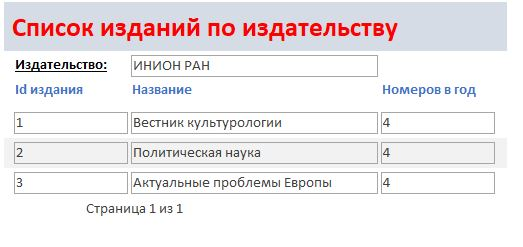 Список изданий по издательству
Издательство: ИНИОН РАН
Id издания Название Номеров в год
1 Вестник культурологии 4
2 Политическая наука 4
3 Актуальные проблемы Европы 4
Страница 1 из 1